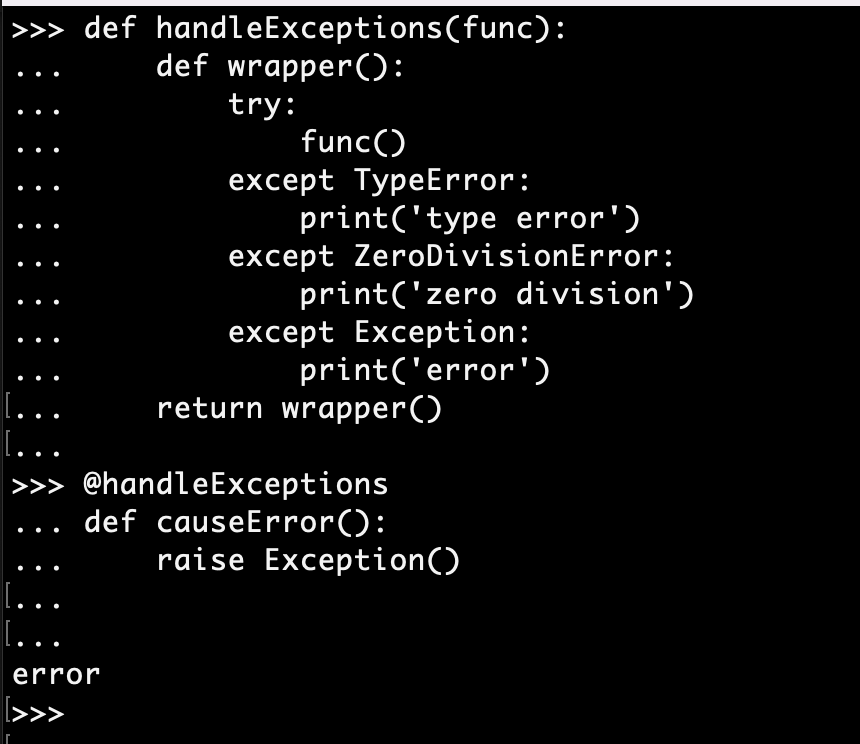 >>> def handleExceptions(func):
...     def wrapper():
...         try:
...             func()
...         except TypeError:
...             print('type error')
...         except ZeroDivisionError:
...             print('zero division')
...         except Exception:
...             print('error')
[...     return wrapper()
[...
>>> @handleExceptions
... def causeError():
...     raise Exception()
[...
[...
error
[>>>